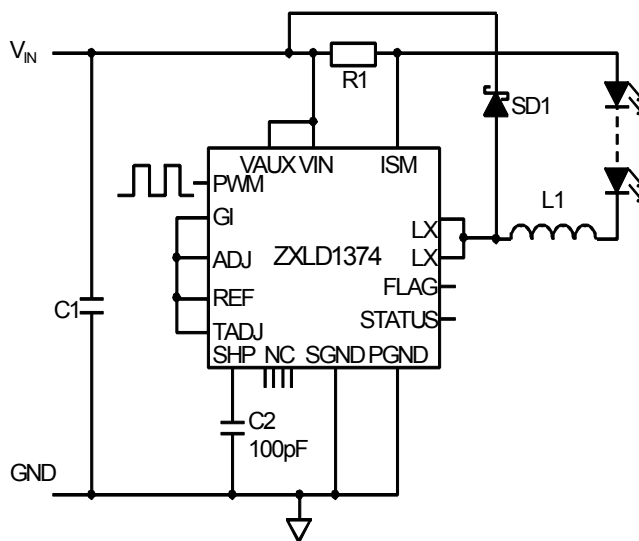 VIN
R1
SD1
VAUX VIN ISM
PWM
GI
LX
L1
ADJ
ZXLD1374
LX
REF
FLAG
C1
TADJ
STATUS
SHP NC SGND PGND
C2
100pF
GND